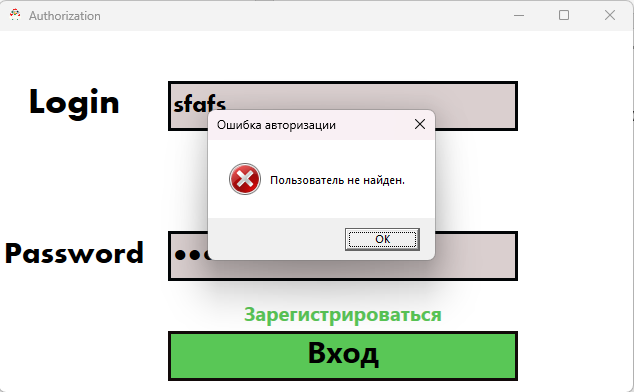 Authorization
Login
sfafs
Ошибка авторизации
Пользователь не найден.
OK
Password
Зарегистрироваться
Вход